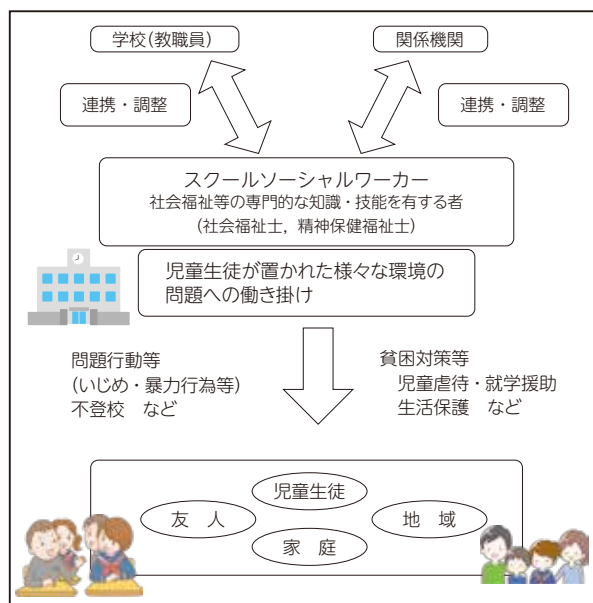 学校(教職員)
関係機関
連携・調整
連携・調整
スクールソーシャルワーカー
社会福祉等の専門的な知識・技能を有する者
(社会福祉士，精神保健福祉士)
児童生徒が置かれた様々な環境の
問題への働き掛け
問題行動等
(いじめ・暴力行為等)
不登校　など
貧困対策等
児童虐待・就学援助
生活保護　など
児童生徒
友　人
地　域
家　庭